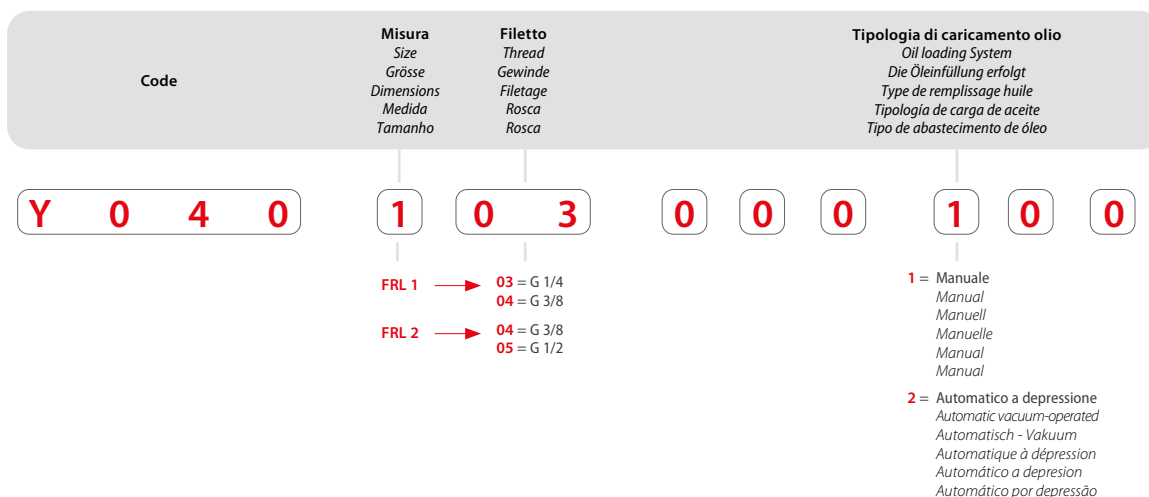 Code
Misura
Size
Grösse
Dimensions
Medida
Tamanho
Filetto
Thread
Gewinde
Filetage
Rosca
Rosca
Tipologia di caricamento olio
Oil loading System
Die Öleinfüllung erfolgt
Type de remplissage huile
Tipología de carga de aceite
Tipo de abastecimento de óleo
Y 0 4 0 1 0 3 0 0 0 1 0 0
FRL 1
03 = G 1/4
04 = G 3/8
FRL 2
04 = G 3/8
05 = G 1/2
1 = Manuale
Manual
Manuell
Manuelle
Manual
Manual
2 = Automatico a depressione
Automatic vacuum-operated
Automatisch - Vakuum
Automatique à dépression
Automático a depresion
Automático por depressão